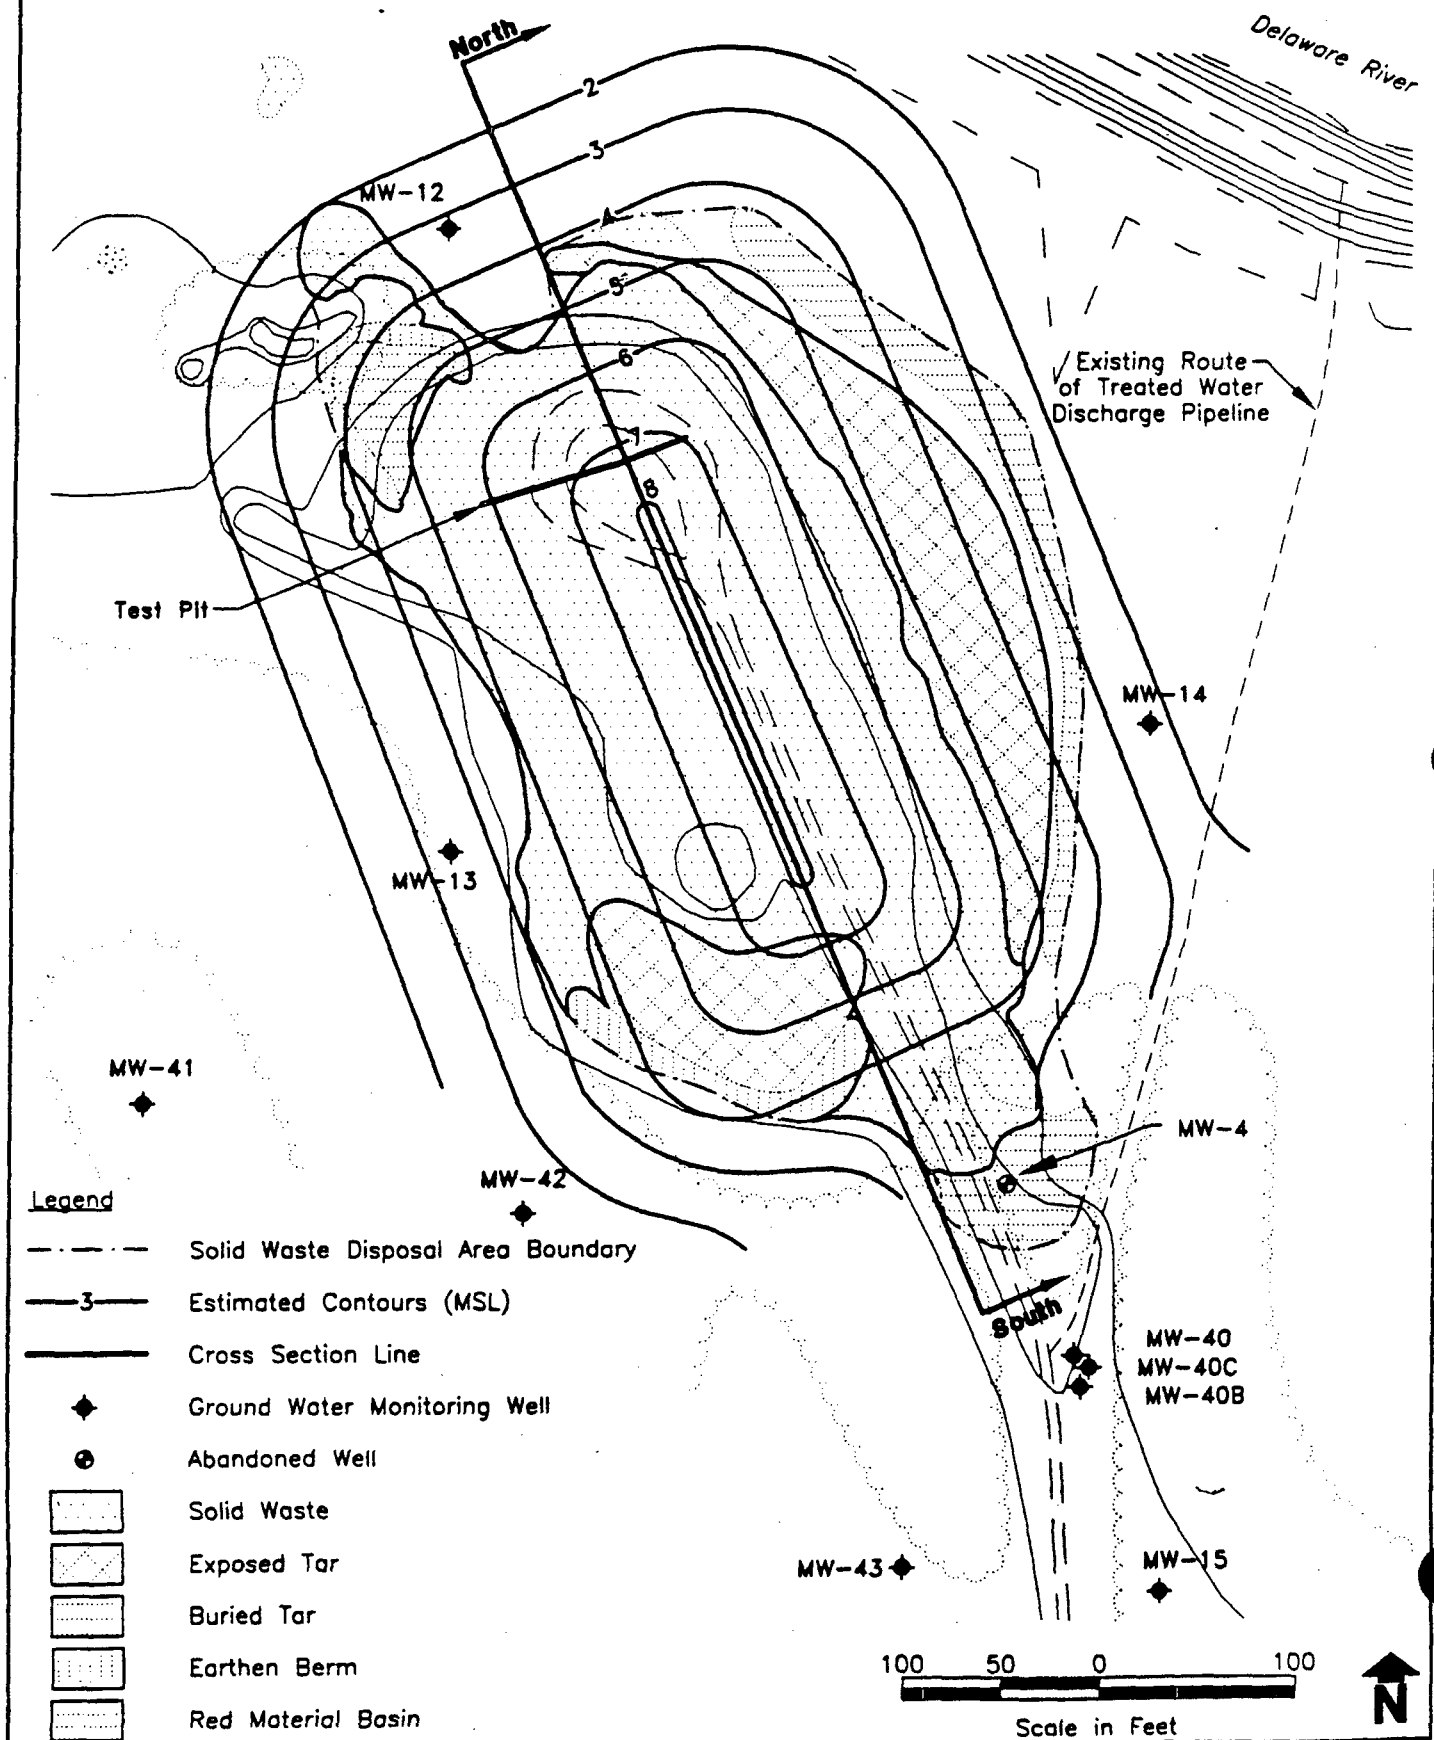 Delaware River
North
2
3
MW-12
4
5
Existing Route
of Treated Water
Discharge Pipeline
6
7
8
Test Pit
MW-14
MW-13
MW-41
MW-4
MW-42
Legend
Solid Waste Disposal Area Boundary
3 Estimated Contours (MSL)
South
Cross Section Line
MW-40
MW-40C
MW-40B
Ground Water Monitoring Well
Abandoned Well
Solid Waste
Exposed Tar
MW-43
MW-15
Buried Tar
Earthen Berm
Red Material Basin
100 50 0 100
Scale in Feet
N